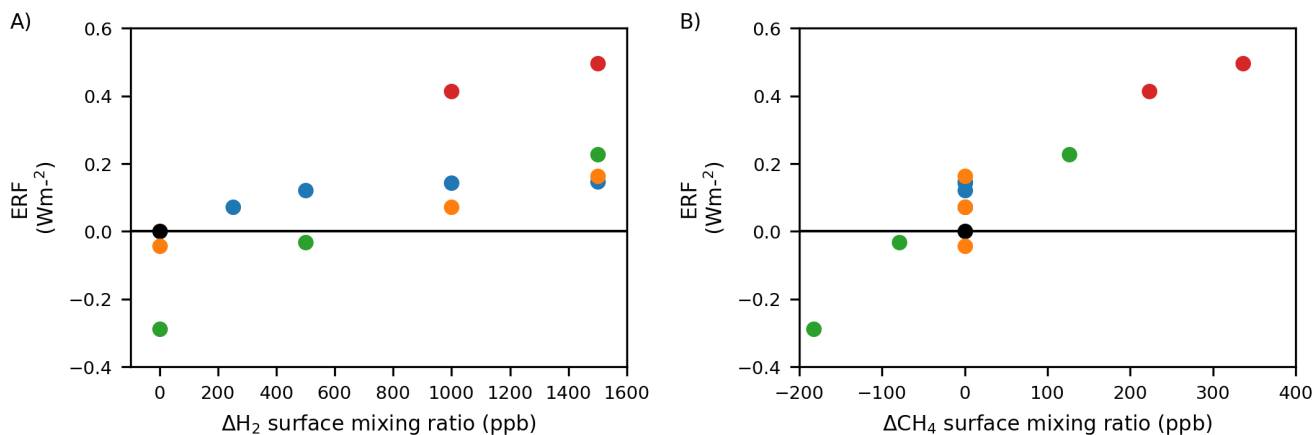 A)
0.6
0.4
0.2
0.0
−0.2
−0.4
ERF
(Wm-²)
0 200 400 600 800 1000 1200 1400 1600
ΔH₂ surface mixing ratio (ppb)
B)
0.6
0.4
0.2
0.0
−0.2
−0.4
ERF
(Wm-²)
−200 −100 0 100 200 300 400
ΔCH₄ surface mixing ratio (ppb)